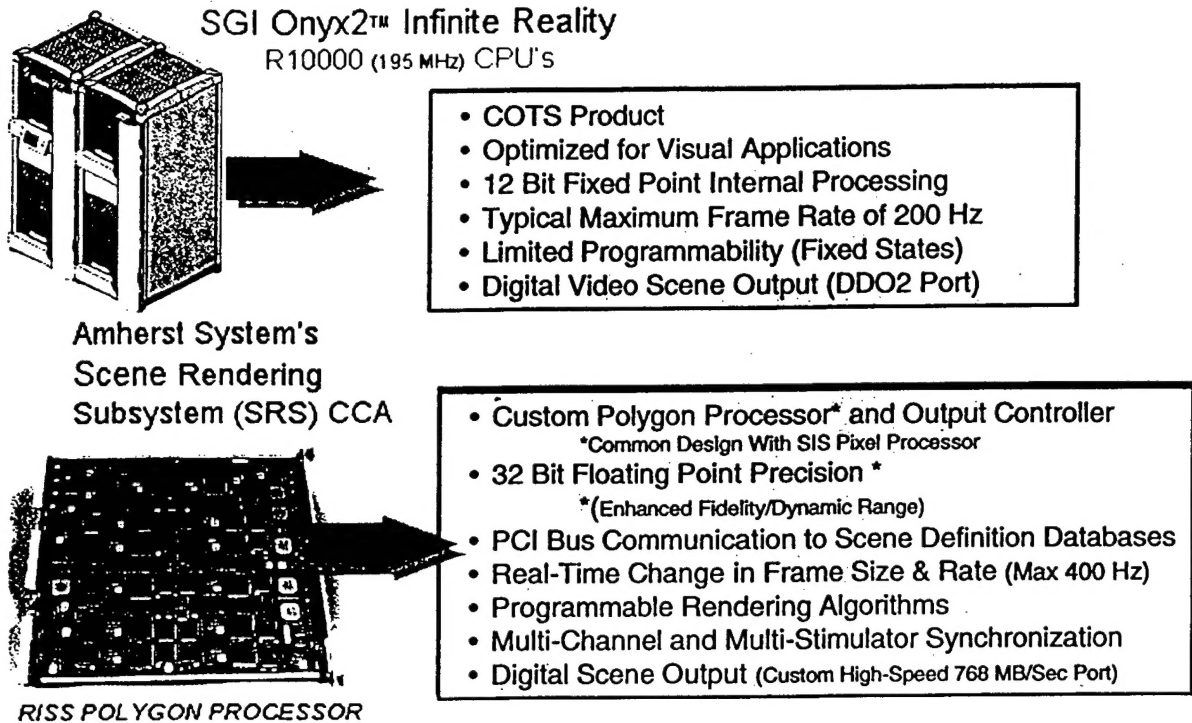 SGI Onyx2™ Infinite Reality
R10000 (195 MHz) CPU's
• COTS Product
• Optimized for Visual Applications
• 12 Bit Fixed Point Internal Processing
• Typical Maximum Frame Rate of 200 Hz
• Limited Programmability (Fixed States)
• Digital Video Scene Output (DDO2 Port)
Amherst System's
Scene Rendering
Subsystem (SRS) CCA
• Custom Polygon Processor* and Output Controller
*Common Design With SIS Pixel Processor
• 32 Bit Floating Point Precision *
*(Enhanced Fidelity/Dynamic Range)
• PCI Bus Communication to Scene Definition Databases
• Real-Time Change in Frame Size & Rate (Max 400 Hz)
• Programmable Rendering Algorithms
• Multi-Channel and Multi-Stimulator Synchronization
• Digital Scene Output (Custom High-Speed 768 MB/Sec Port)
RISS POLYGON PROCESSOR